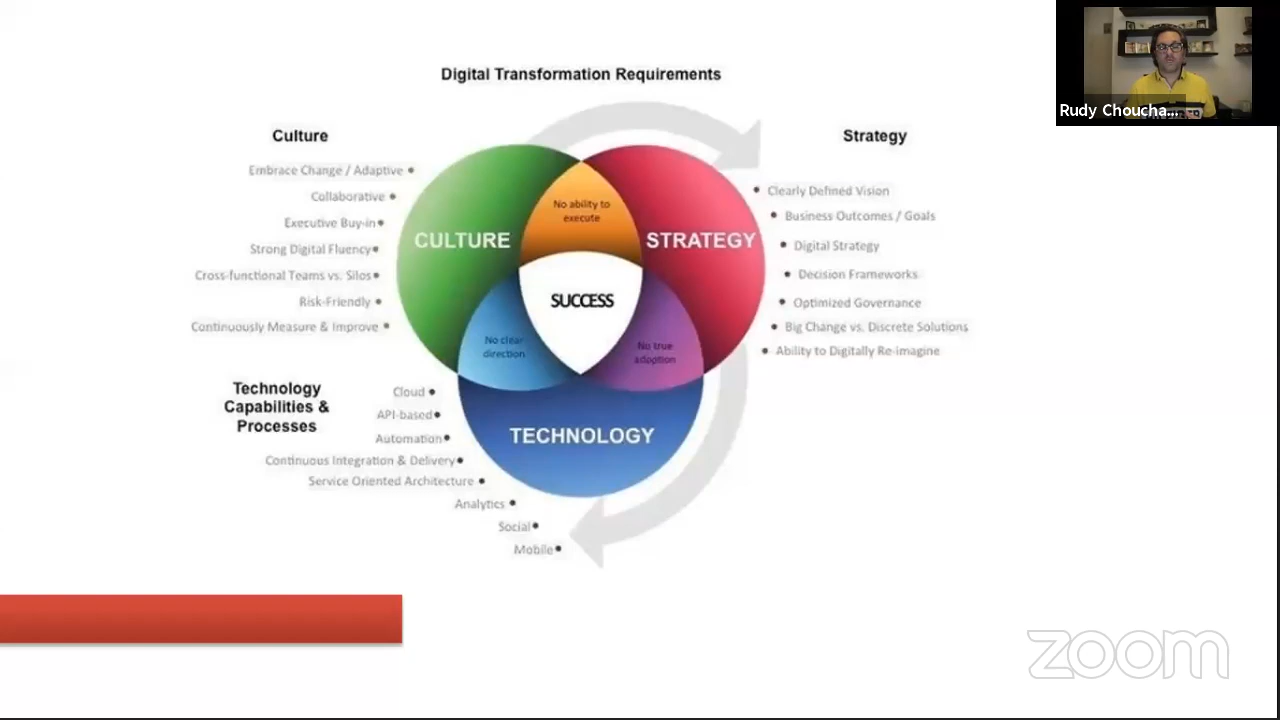 Digital Transformation Requirements
Rudy Choucha...
Culture
Embrace Change / Adaptive
Collaborative
Executive Buy-in
Strong Digital Fluency
Cross-functional Teams vs. Silos
Risk-Friendly
Continuously Measure & Improve
Strategy
Clearly Defined Vision
Business Outcomes / Goals
Digital Strategy
Decision Frameworks
Optimized Governance
Big Change vs. Discrete Solutions
Ability to Digitally Re-imagine
No ability to
execute
CULTURE
STRATEGY
SUCCESS
No clear
direction
No true
adoption
TECHNOLOGY
Technology
Capabilities &
Processes
Cloud
API-based
Automation
Continuous Integration & Delivery
Service Oriented Architecture
Analytics
Social
Mobile
zoom